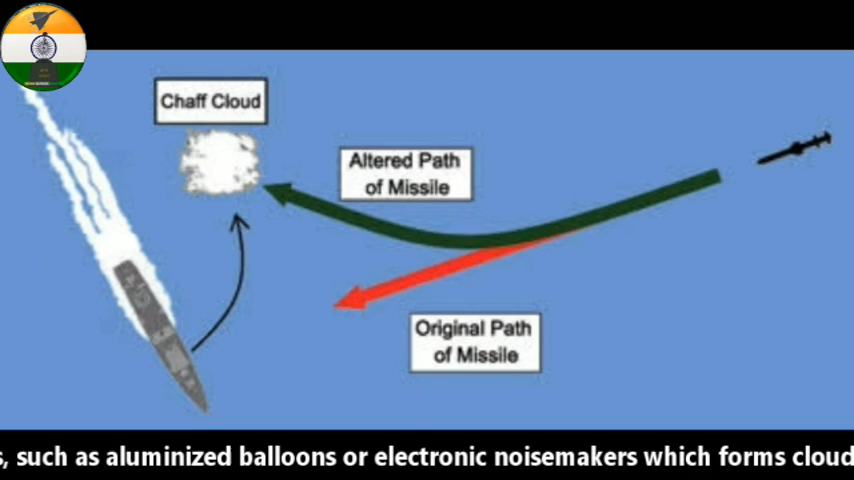 Chaff Cloud
Altered Path
of Missile
Original Path
of Missile
, such as aluminized balloons or electronic noisemakers which forms cloud